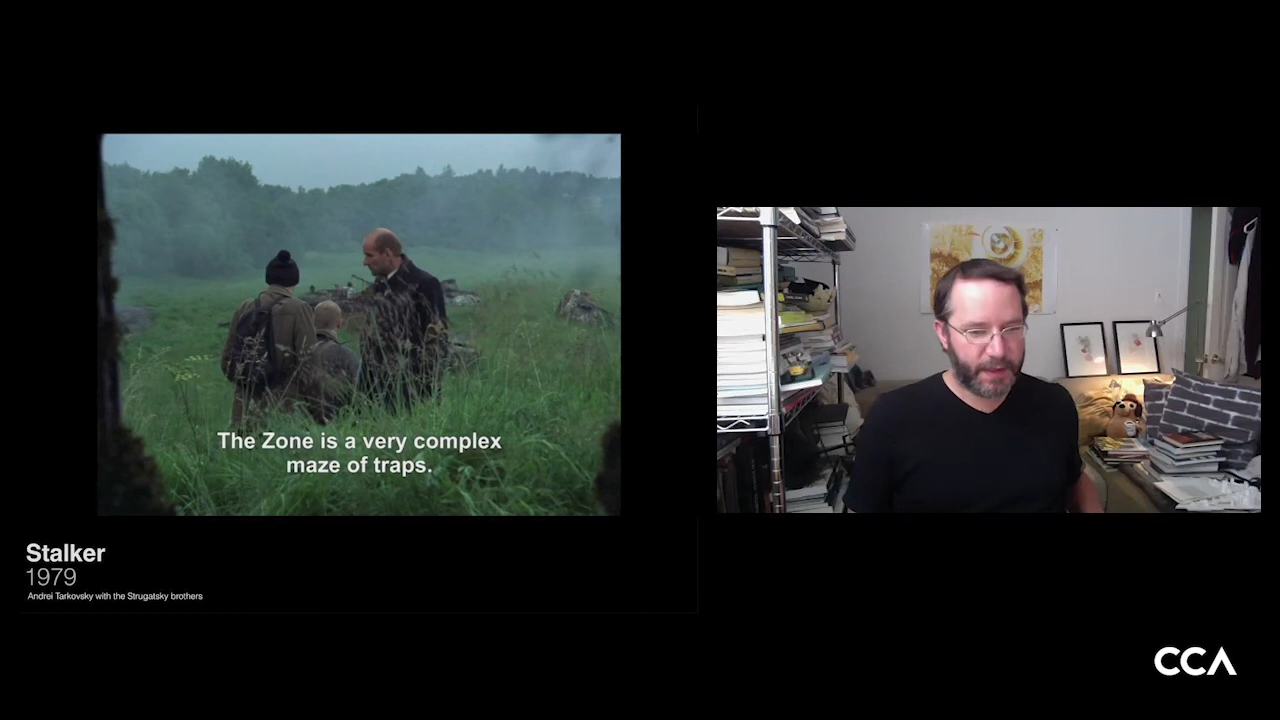 The Zone is a very complex
maze of traps.
Stalker
1979
Andrei Tarkovsky with the Strugatsky brothers
CCA